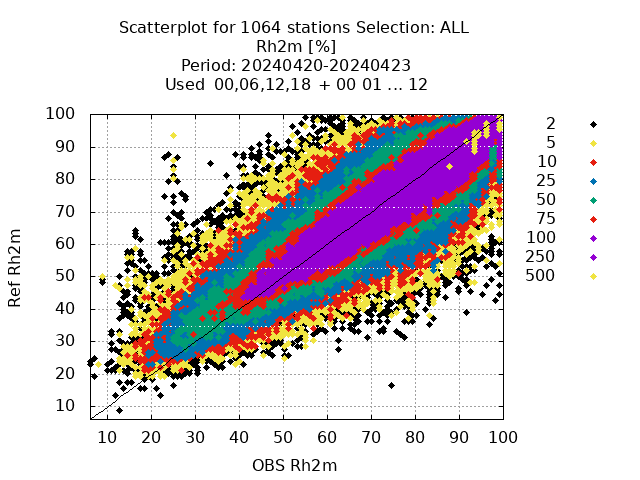 Scatterplot for 1064 stations Selection: ALL
Rh2m [%]
Period: 20240420-20240423
Used 00,06,12,18 + 00 01 ... 12
Ref Rh2m
100
90
80
70
60
50
40
30
20
10
10 20 30 40 50 60 70 80 90 100
OBS Rh2m
2
5
10
25
50
75
100
250
500